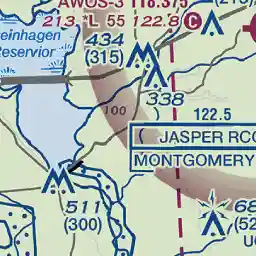 AWOS-3 118.375
213 *L 55 122.8 C
einhagen
Reservior
434
(315)
100
338
122.5
JASPER RCO
MONTGOMERY
511
(300)